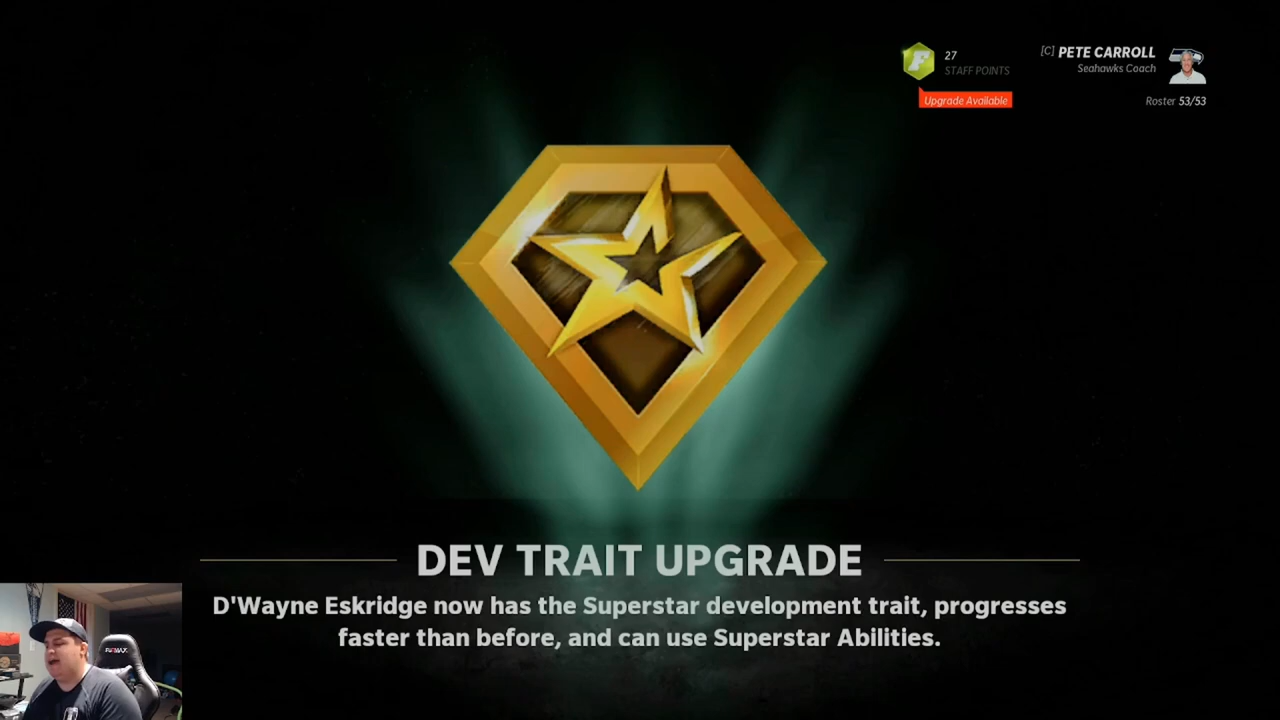 27
STAFF POINTS
Upgrade Available
[C] PETE CARROLL
Seahawks Coach
Roster 53/53
DEV TRAIT UPGRADE
D'Wayne Eskridge now has the Superstar development trait, progresses
faster than before, and can use Superstar Abilities.